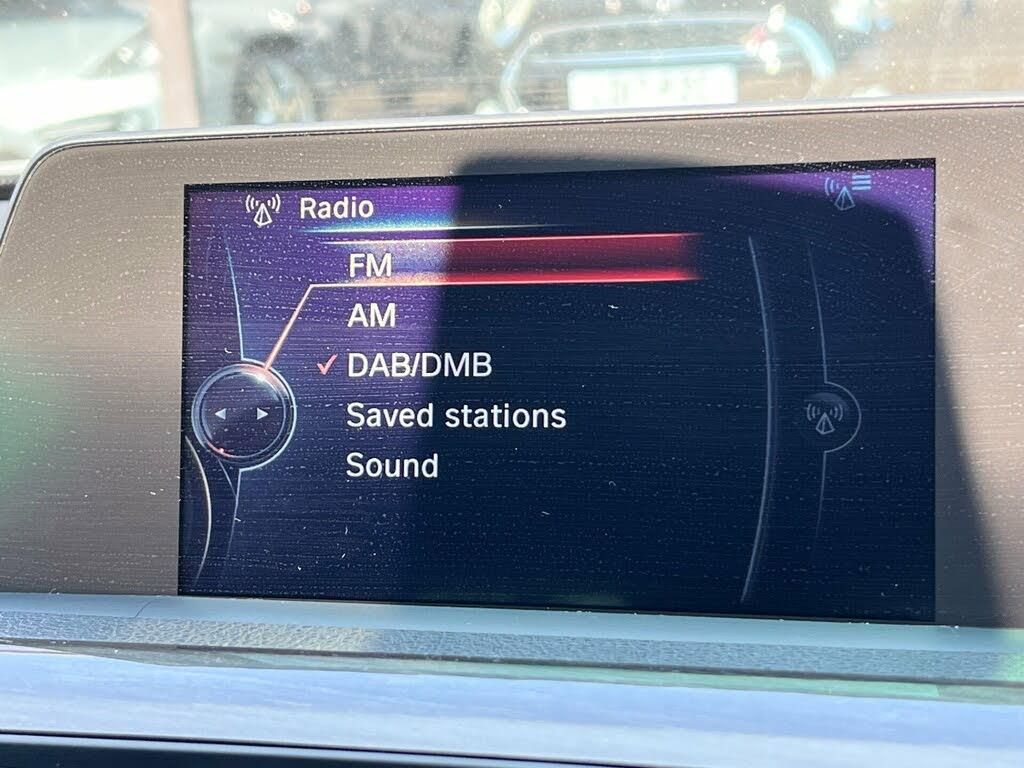 Radio
FM
AM
✓ DAB/DMB
Saved stations
Sound